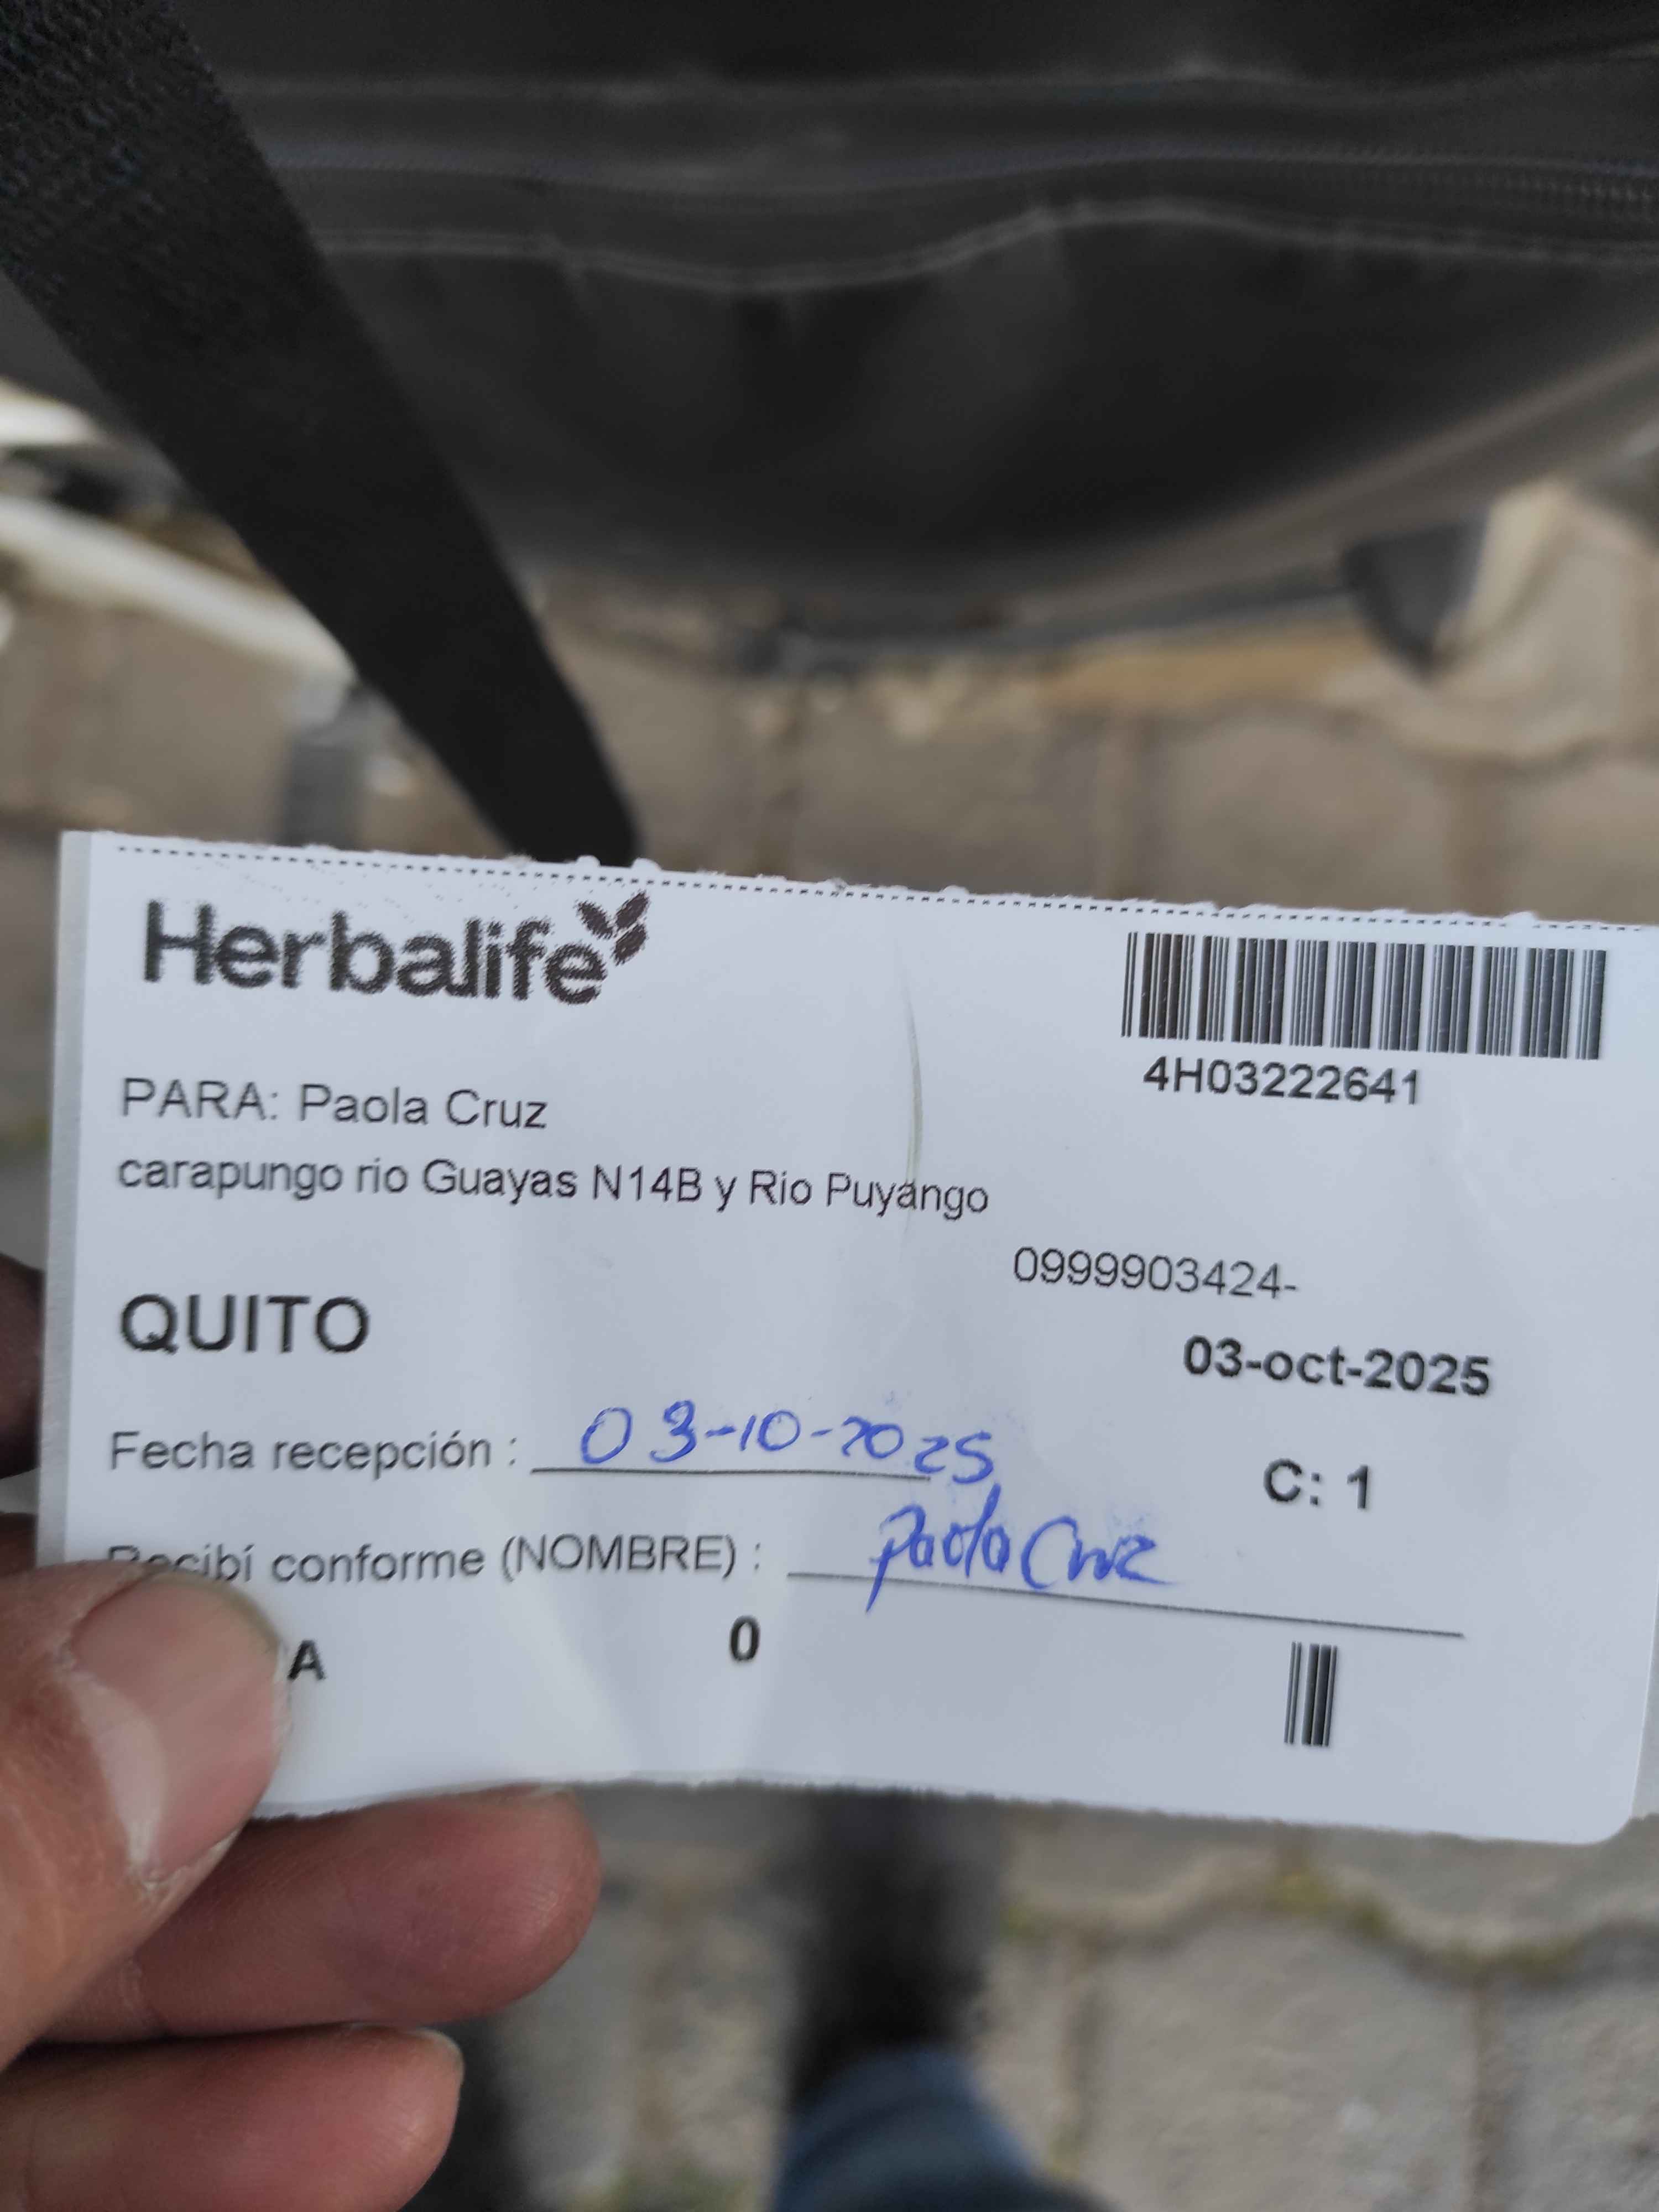 Herbalife
4H03222641
PARA: Paola Cruz
carapungo rio Guayas N14B y Rio Puyango
0999903424-
QUITO
03-oct-2025
Fecha recepción : 03-10-2025
C: 1
Recibí conforme (NOMBRE) : Paola Cruz
A 0